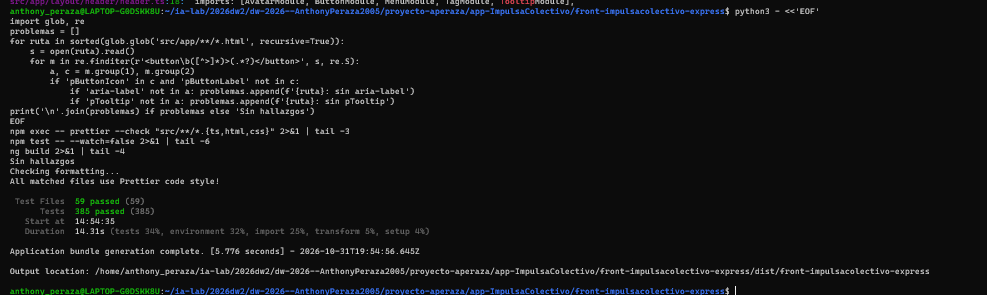 src/app/layout/header/header.ts:18:  imports: [AvatarModule, ButtonModule, MenuModule, TagModule, TooltipModule],
anthony_peraza@LAPTOP-G0DSKK8U:~/ia-lab/2026dw2/dw-2026--AnthonyPeraza2005/proyecto-aperaza/app-ImpulsaColectivo/front-impulsacolectivo-express$ python3 - <<'EOF'
import glob, re
problemas = []
for ruta in sorted(glob.glob('src/app/**/*.html', recursive=True)):
    s = open(ruta).read()
    for m in re.finditer(r'<button\b([^>]*)>(.*?)</button>', s, re.S):
        a, c = m.group(1), m.group(2)
        if 'pButtonIcon' in c and 'pButtonLabel' not in c:
            if 'aria-label' not in a: problemas.append(f'{ruta}: sin aria-label')
            if 'pTooltip' not in a: problemas.append(f'{ruta}: sin pTooltip')
print('\n'.join(problemas) if problemas else 'Sin hallazgos')
EOF
npm exec -- prettier --check "src/**/*.{ts,html,css}" 2>&1 | tail -3
npm test -- --watch=false 2>&1 | tail -6
ng build 2>&1 | tail -4
Sin hallazgos
Checking formatting...
All matched files use Prettier code style!
Test Files  59 passed (59)
Tests  385 passed (385)
Start at  14:54:35
Duration  14.31s (tests 34%, environment 32%, import 25%, transform 5%, setup 4%)
Application bundle generation complete. [5.776 seconds] - 2026-10-31T19:54:56.645Z
Output location: /home/anthony_peraza/ia-lab/2026dw2/dw-2026--AnthonyPeraza2005/proyecto-aperaza/app-ImpulsaColectivo/front-impulsacolectivo-express/dist/front-impulsacolectivo-express
anthony_peraza@LAPTOP-G0DSKK8U:~/ia-lab/2026dw2/dw-2026--AnthonyPeraza2005/proyecto-aperaza/app-ImpulsaColectivo/front-impulsacolectivo-express$